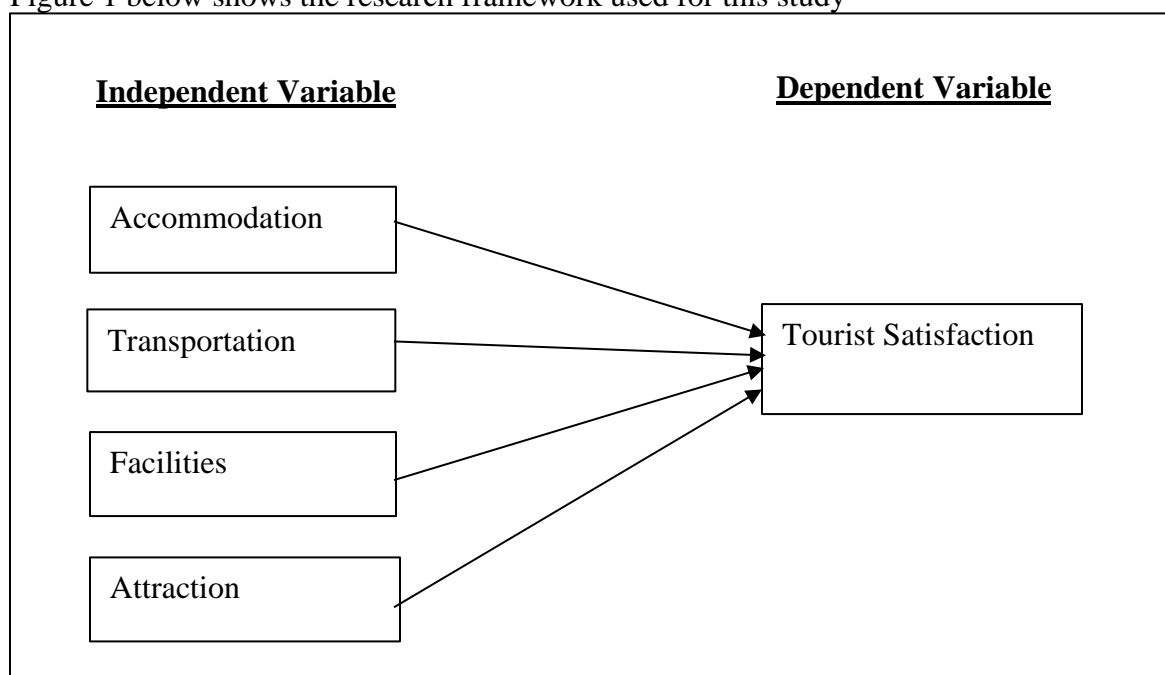 Figure 1 below shows the research framework used for this study
Independent Variable
Dependent Variable
Accommodation
Transportation
Tourist Satisfaction
Facilities
Attraction